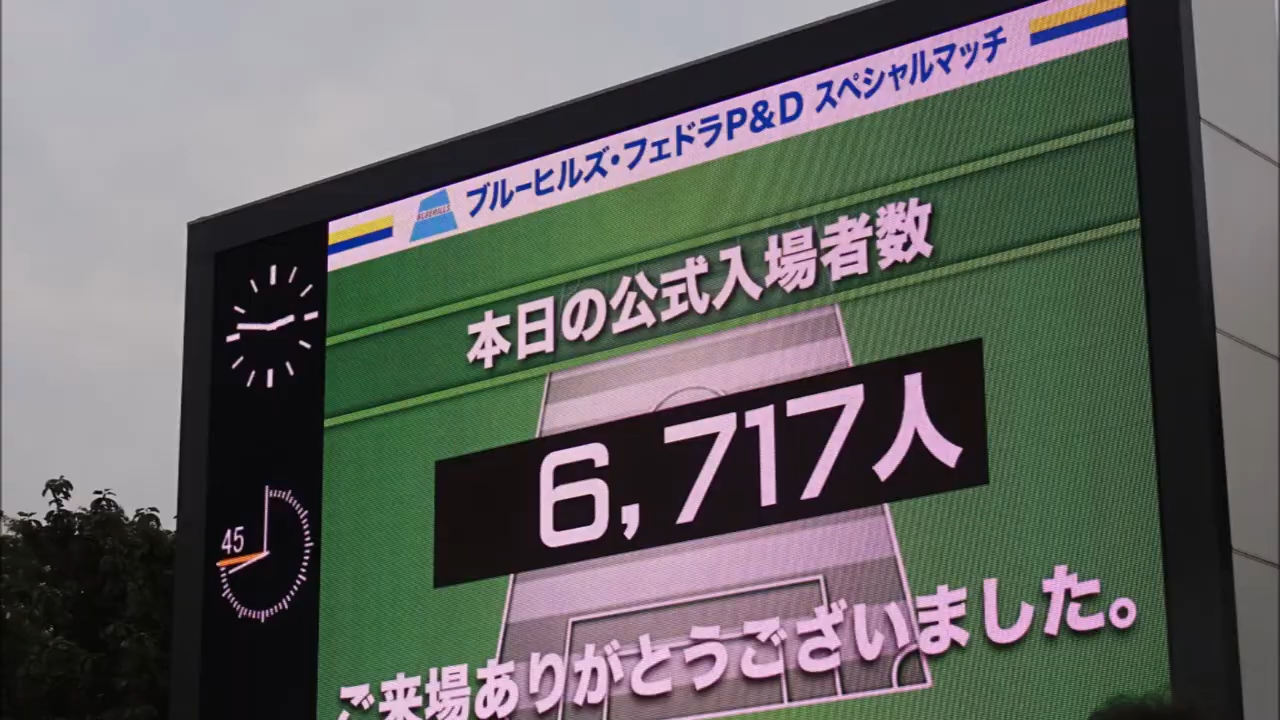 ブルーヒルズ・フェドラP&D スペシャルマッチ
BLUEHILLS
本日の公式入場者数
6,717人
45
ご来場ありがとうございました。